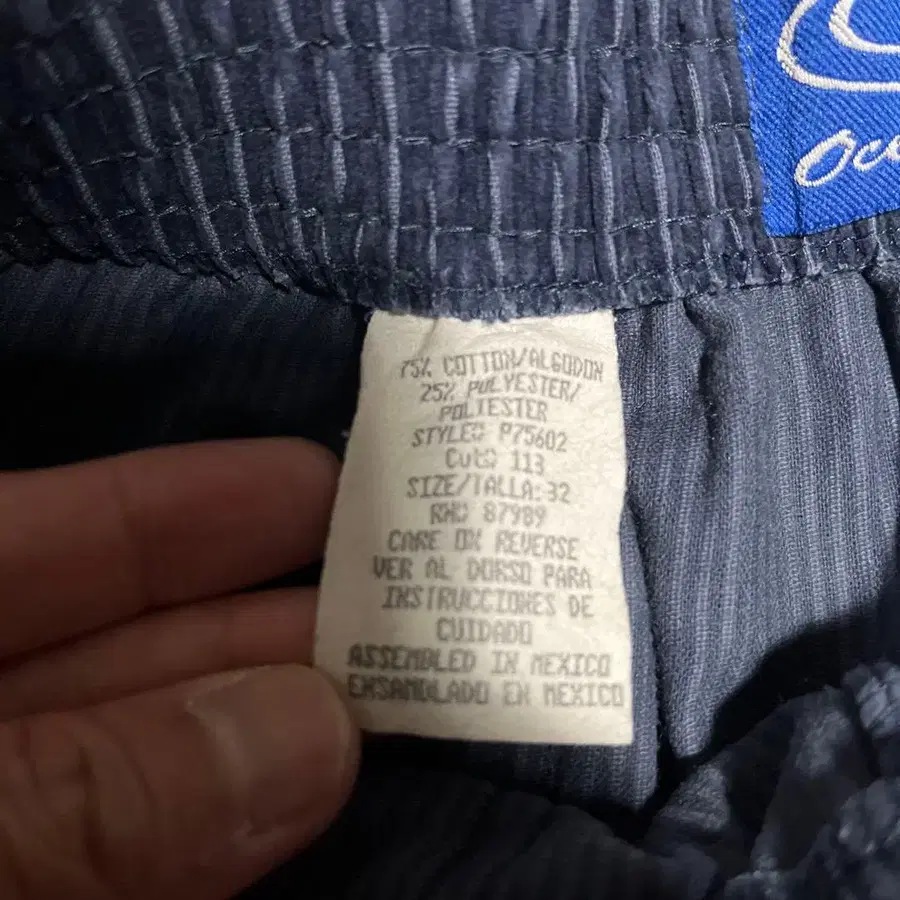 75% COTTON/ALGODON
25% POLYESTER/
POLIESTER
STYLE: P75602
Cut: 113
SIZE/TALLA:32
RN: 87989
CARE ON REVERSE
VER AL DORSO PARA
INSTRUCCIONES DE
CUIDADO
ASSEMBLED IN MEXICO
ENSAMBLADO EN MEXICO